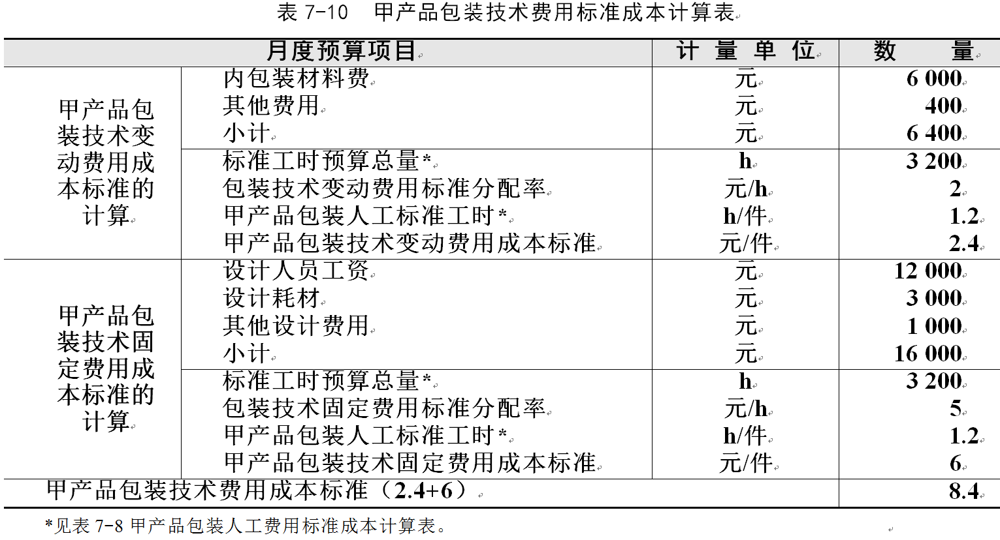 表 7-10 甲产品包装技术费用标准成本计算表
月度预算项目 计 量 单 位 数 量
甲产品包装技术变动费用成本标准的计算
内包装材料费 元 6 000
其他费用 元 400
小计 元 6 400
标准工时预算总量* h 3 200
包装技术变动费用标准分配率 元/h 2
甲产品包装人工标准工时* h/件 1.2
甲产品包装技术变动费用成本标准 元/件 2.4
甲产品包装技术固定费用成本标准的计算
设计人员工资 元 12 000
设计耗材 元 3 000
其他设计费用 元 1 000
小计 元 16 000
标准工时预算总量* h 3 200
包装技术固定费用标准分配率 元/h 5
甲产品包装人工标准工时* h/件 1.2
甲产品包装技术固定费用成本标准 元/件 6
甲产品包装技术费用成本标准（2.4+6） 8.4
*见表 7-8 甲产品包装人工费用标准成本计算表。